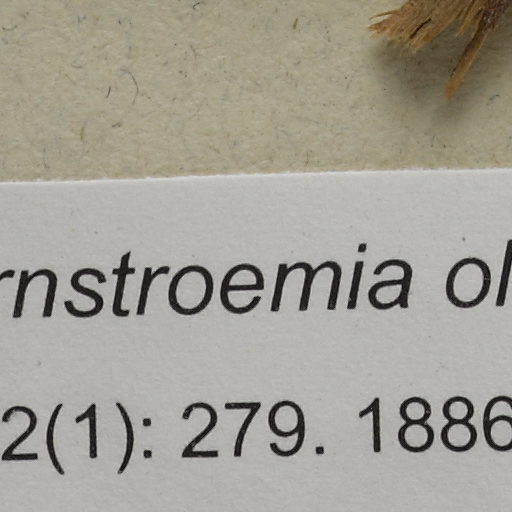 rnstroemia ol
2(1): 279. 1886